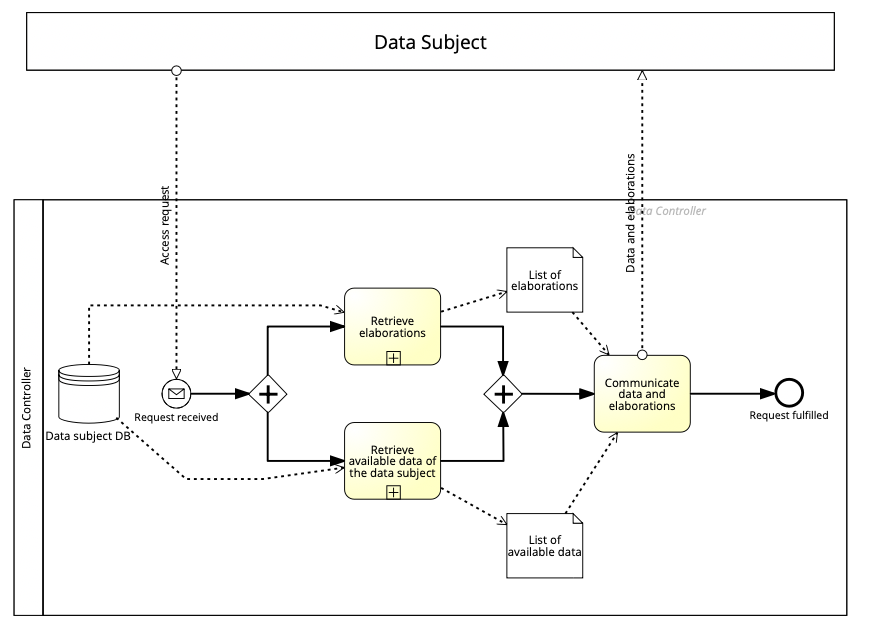 Data Subject
Access request
Data and elaborations
Data Controller
Data Controller
List of
elaborations
Retrieve
elaborations
Communicate
data and
elaborations
Request received
Request fulfilled
Data subject DB
Retrieve
available data of
the data subject
List of
available data